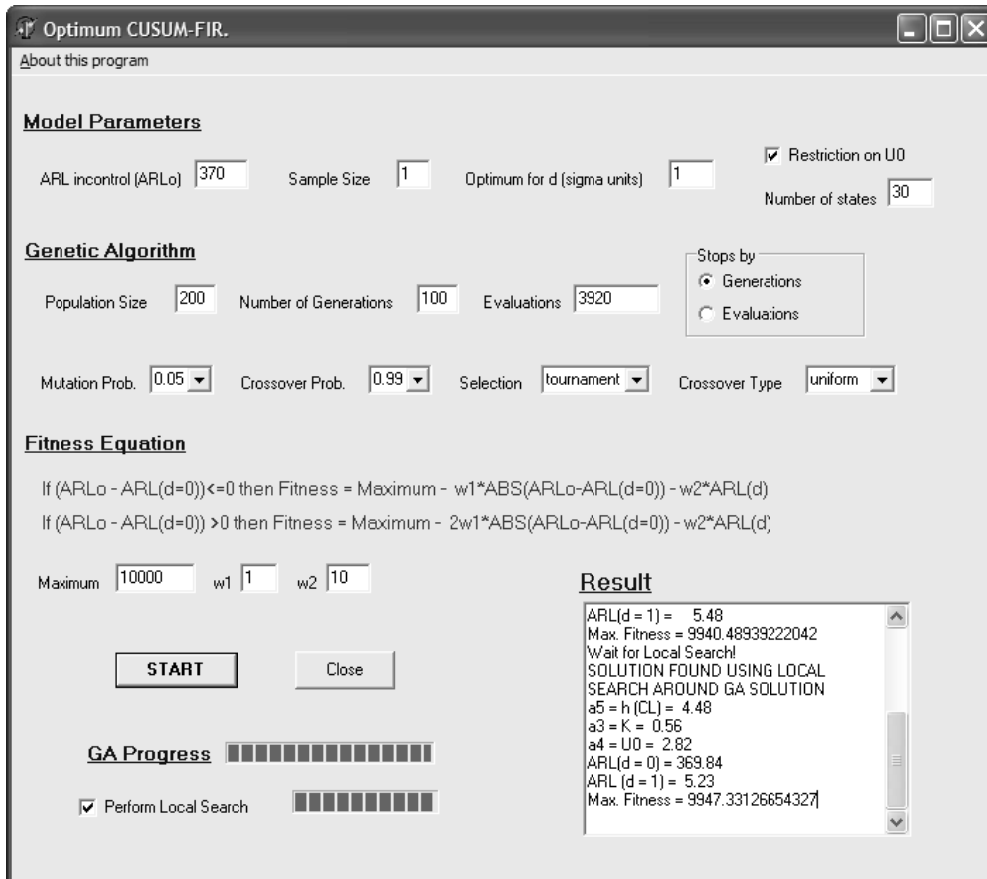 Optimum CUSUM-FIR.
About this program
Model Parameters
Restriction on U0
ARL incontrol (ARLo) 370 Sample Size 1 Optimum for d (sigma units) 1
Number of states 30
Genetic Algorithm
Stops by
Generations
Population Size 200 Number of Generations 100 Evaluations 3920
Evaluations
Mutation Prob. 0.05 Crossover Prob. 0.99 Selection tournament Crossover Type uniform
Fitness Equation
If (ARLo - ARL(d=0))<=0 then Fitness = Maximum - w1*ABS(ARLo-ARL(d=0)) - w2*ARL(d)
If (ARLo - ARL(d=0)) >0 then Fitness = Maximum - 2w1*ABS(ARLo-ARL(d=0)) - w2*ARL(d)
Maximum 10000 w1 1 w2 10
START
Close
GA Progress
Perform Local Search
Result
ARL(d = 1) = 5.48
Max. Fitness = 9940.48939222042
Wait for Local Search!
SOLUTION FOUND USING LOCAL
SEARCH AROUND GA SOLUTION
a5 = h (CL) = 4.48
a3 = K = 0.56
a4 = U0 = 2.82
ARL(d = 0) = 369.84
ARL (d = 1) = 5.23
Max. Fitness = 9947.33126654327